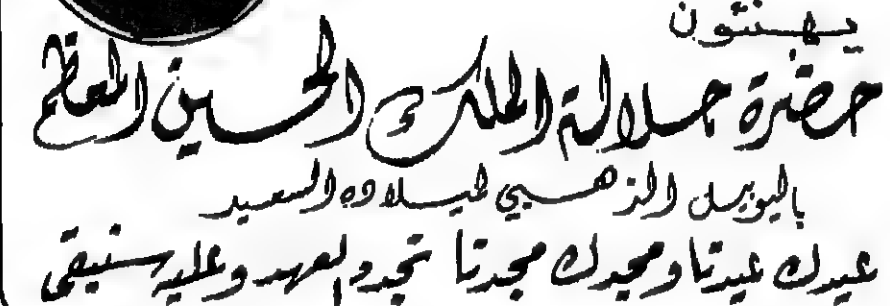 يهنئون
حضرة جلالة الملك الحسين المعظم
باليوبيل الذهبي لميلاده السعيد
عيدك عيدنا ومجدك مجدنا نجدد العهد وعليه سنبقى